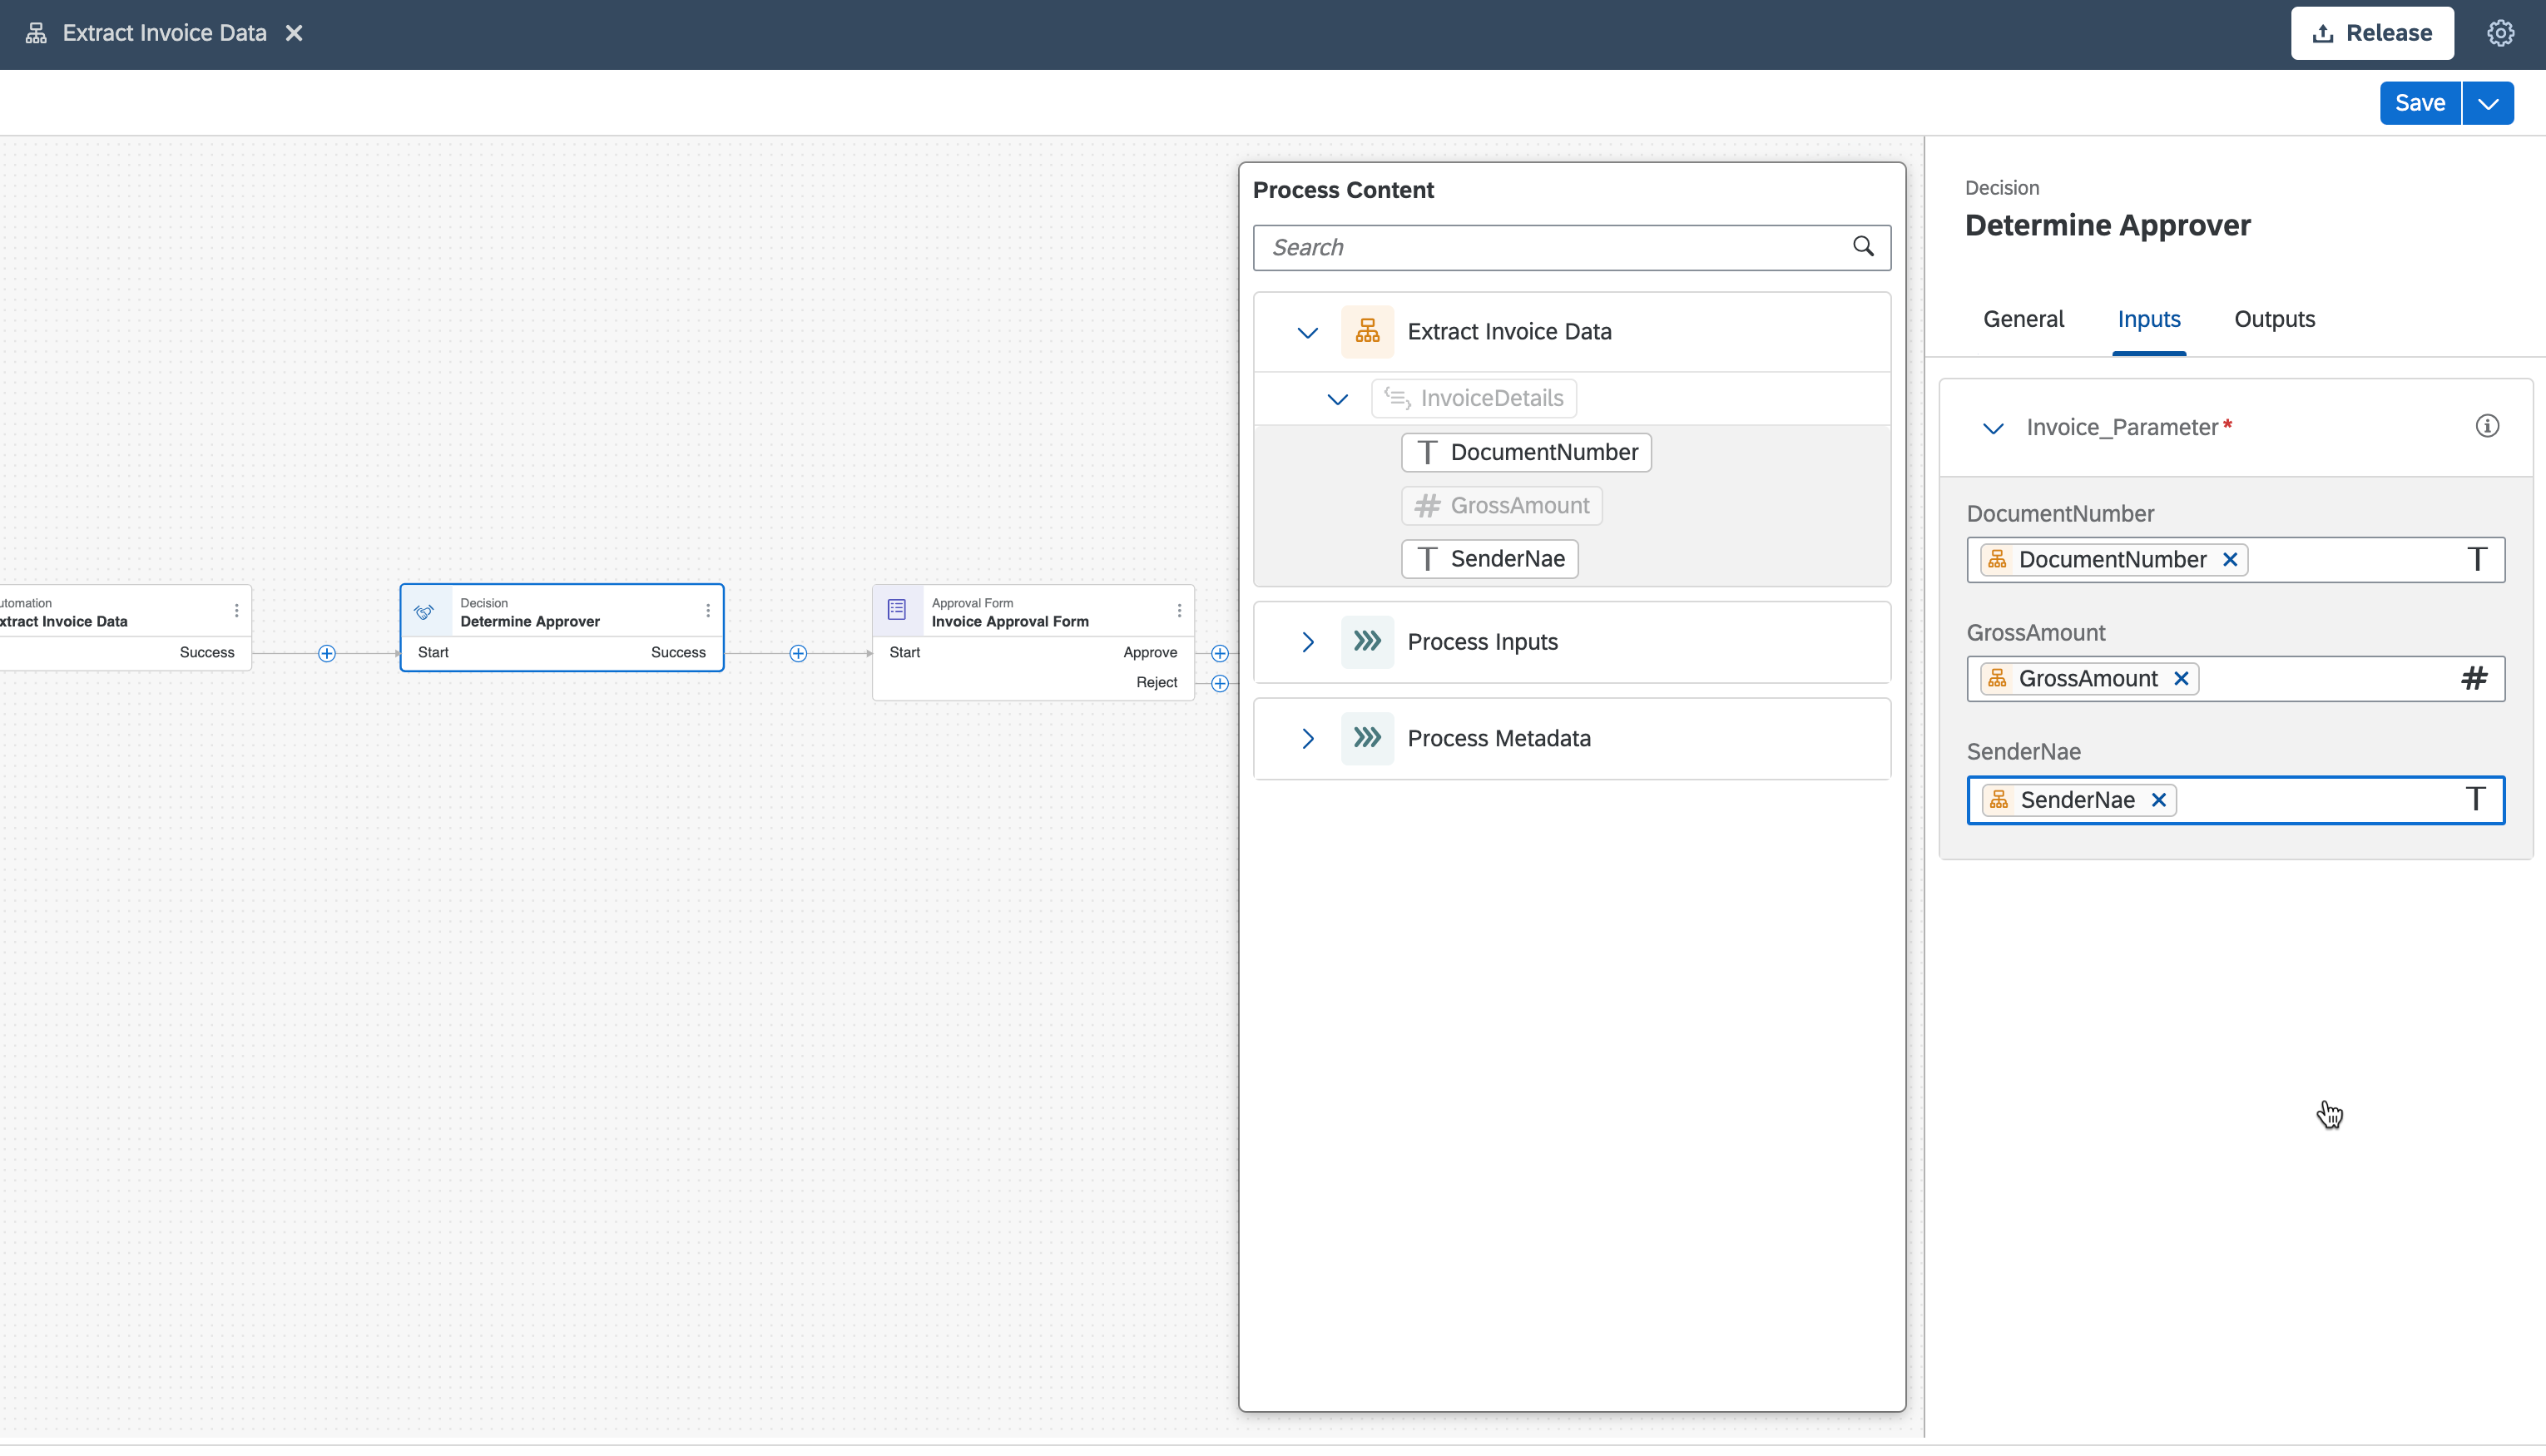 Extract Invoice Data
Release
Save
Process Content
Search
Extract Invoice Data
InvoiceDetails
DocumentNumber
GrossAmount
SenderNae
Process Inputs
Process Metadata
utomation
xtract Invoice Data
Success
Decision
Determine Approver
Start
Success
Approval Form
Invoice Approval Form
Start
Approve
Reject
Decision
Determine Approver
General
Inputs
Outputs
Invoice_Parameter*
DocumentNumber
DocumentNumber
GrossAmount
GrossAmount
SenderNae
SenderNae